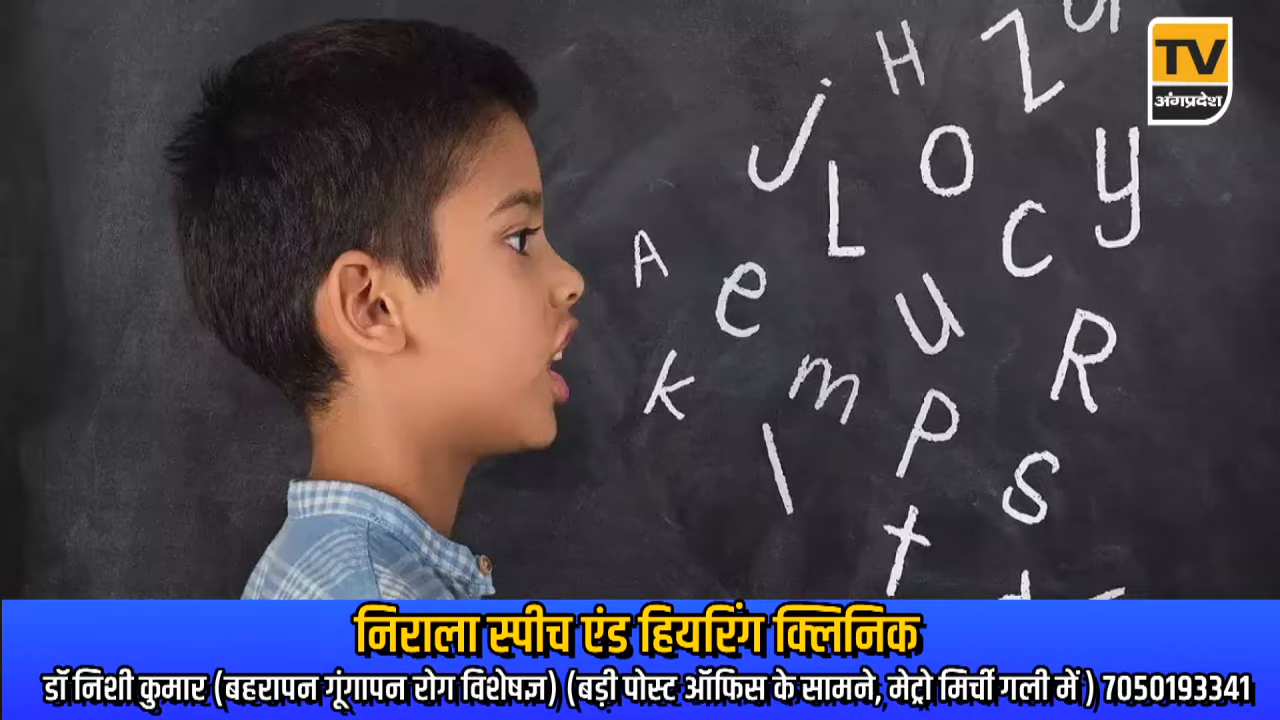 H Z
TV
अंगप्रदेश
J O y
L C
A e
u R
K m
P
l S
t
निराला स्पीच एंड हियरिंग क्लिनिक
डॉ निशी कुमार (बहरापन गूंगापन रोग विशेषज्ञ) (बड़ी पोस्ट ऑफिस के सामने, मेट्रो मिर्ची गली में ) 7050193341